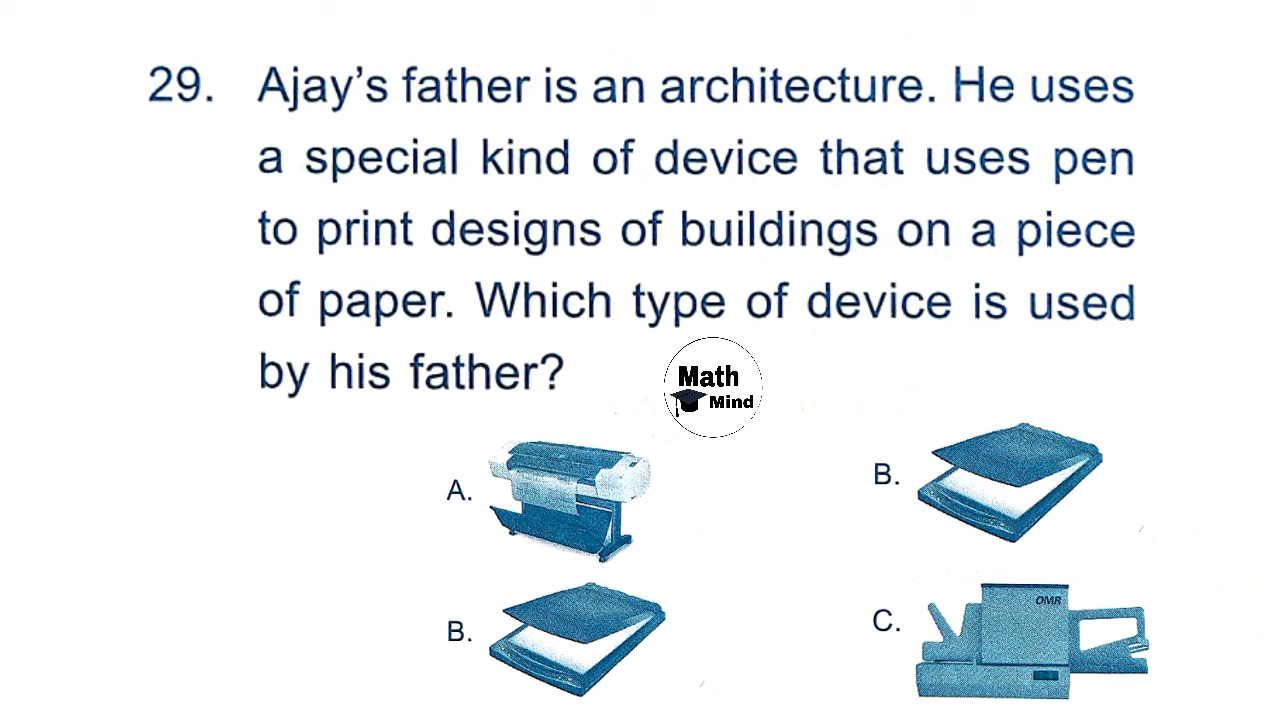 29. Ajay's father is an architecture. He uses
a special kind of device that uses pen
to print designs of buildings on a piece
of paper. Which type of device is used
by his father?
Math
Mind
A.
B.
B.
C.
OMR